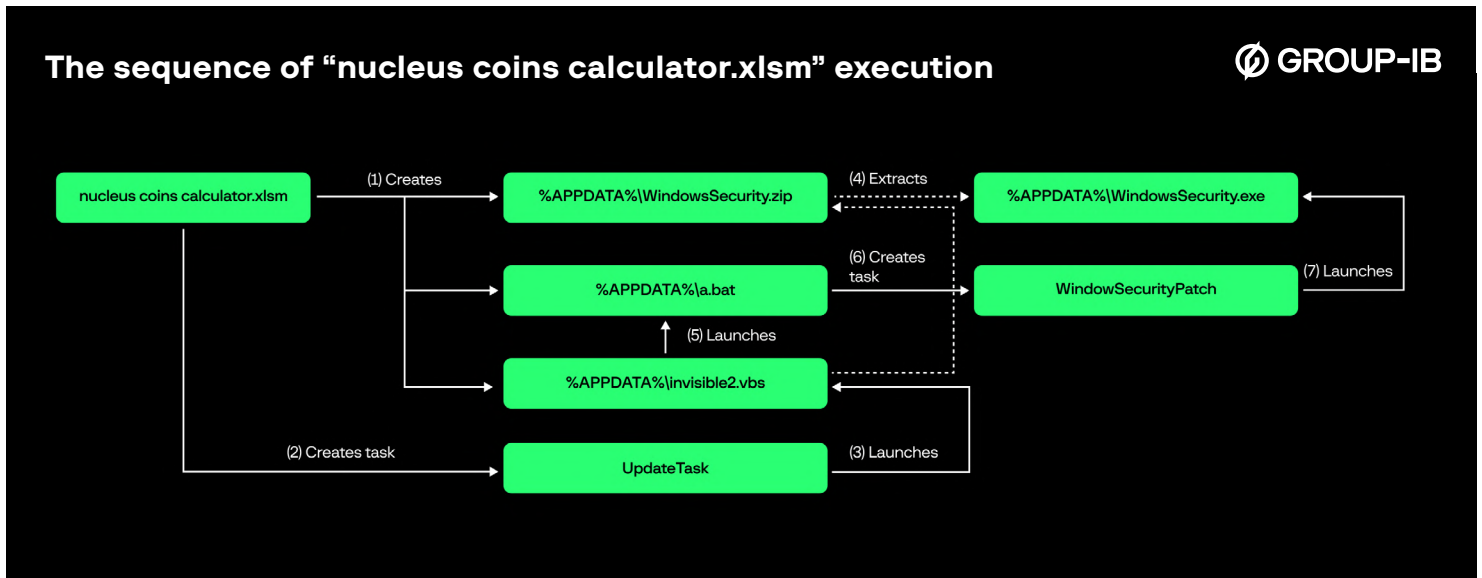 The sequence of “nucleus coins calculator.xlsm” execution
GROUP-IB
nucleus coins calculator.xlsm
(1) Creates
%APPDATA%\WindowsSecurity.zip
(4) Extracts
%APPDATA%\WindowsSecurity.exe
%APPDATA%\a.bat
(6) Creates
task
WindowSecurityPatch
(7) Launches
(5) Launches
%APPDATA%\invisible2.vbs
(2) Creates task
UpdateTask
(3) Launches